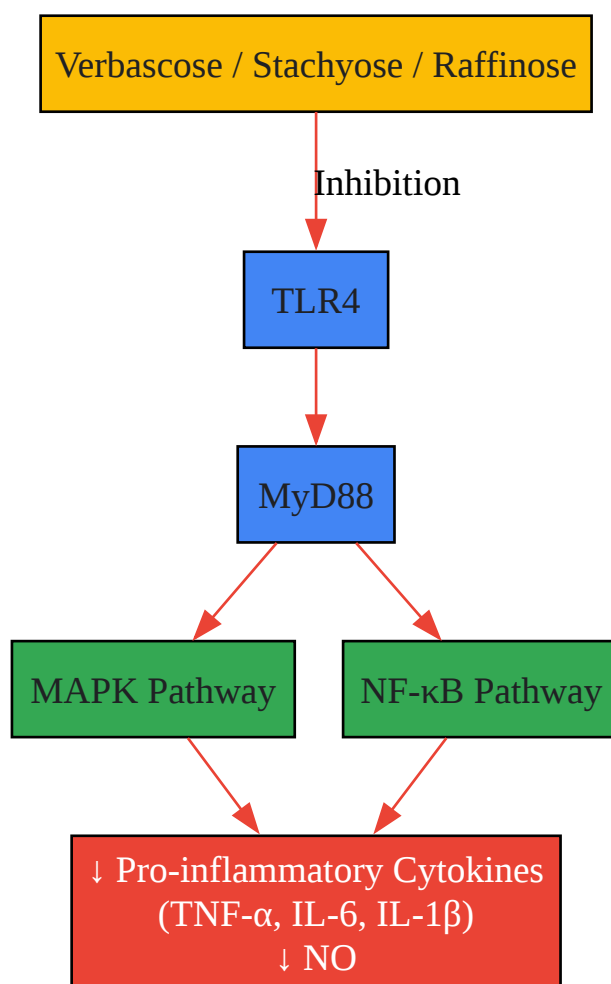 Verbascose / Stachyose / Raffinose
Inhibition
TLR4
MyD88
MAPK Pathway
NF-κB Pathway
↓ Pro-inflammatory Cytokines
(TNF-α, IL-6, IL-1β)
↓ NO